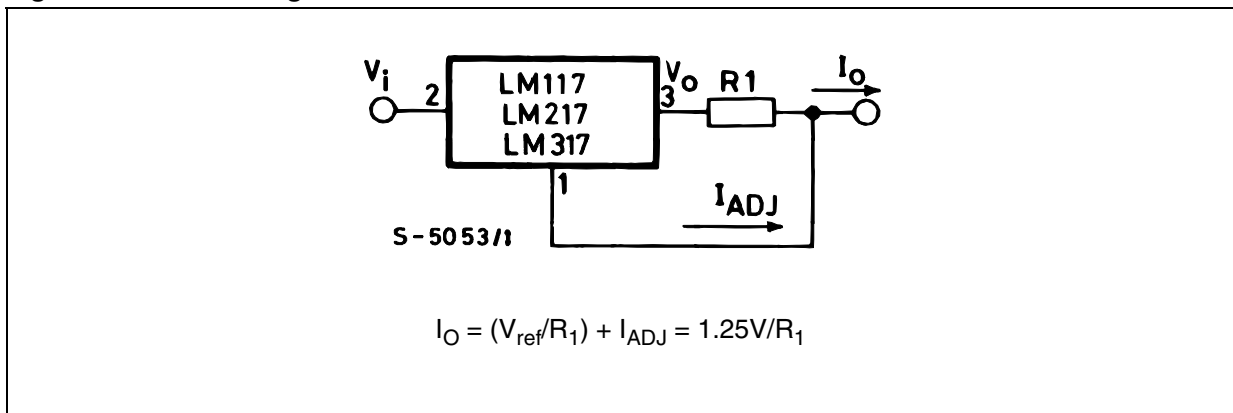 Vi
2
LM117
LM217
LM317
Vo
3
R1
Io
1
IADJ
S-5053/1
IO = (Vref/R1) + IADJ = 1.25V/R1